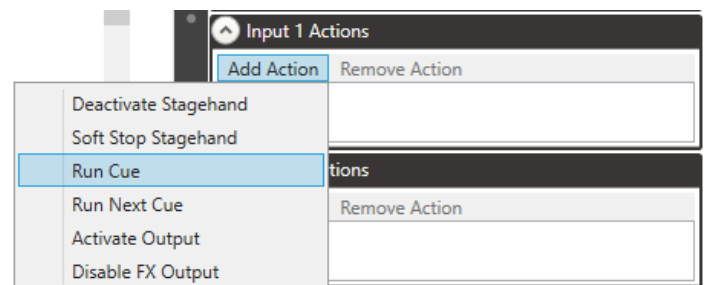 Input 1 Actions
Add Action Remove Action
Deactivate Stagehand
Soft Stop Stagehand
Run Cue
tions
Run Next Cue
Remove Action
Activate Output
Disable FX Output